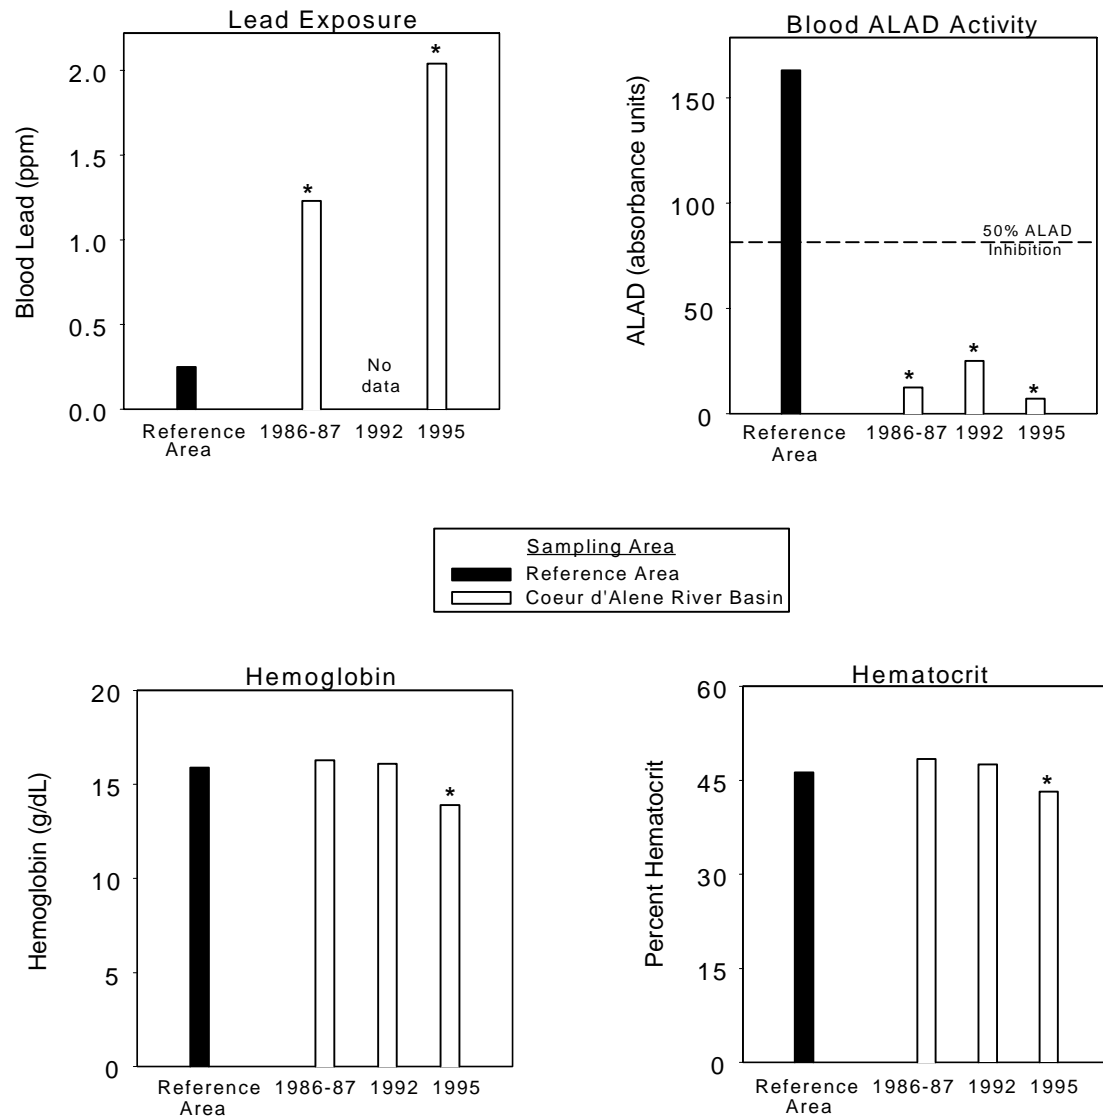 Lead Exposure
Blood Lead (ppm)
2.0
1.5
1.0
0.5
0.0
*
*
No
data
Reference
Area
1986-87
1992
1995
Blood ALAD Activity
ALAD (absorbance units)
150
100
50
0
50% ALAD
Inhibition
*
*
*
Reference
Area
1986-87
1992
1995
Sampling Area
Reference Area
Coeur d'Alene River Basin
Hemoglobin
Hemoglobin (g/dL)
20
15
10
5
0
*
Reference
Area
1986-87
1992
1995
Hematocrit
Percent Hematocrit
60
45
30
15
0
*
Reference
Area
1986-87
1992
1995